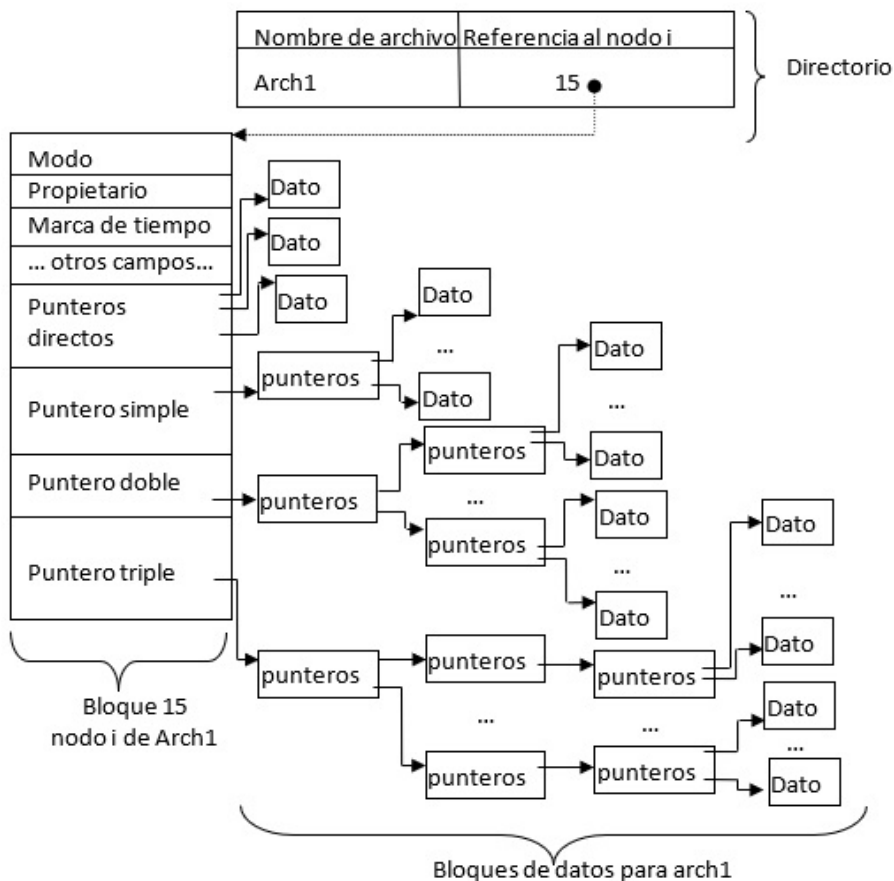 Nombre de archivo Referencia al nodo i
Arch1 15
Directorio
Modo
Propietario
Marca de tiempo
... otros campos...
Punteros
directos
Puntero simple
Puntero doble
Puntero triple
Dato
Dato
Dato
punteros
Dato
...
Dato
punteros
punteros
...
punteros
Dato
...
Dato
Dato
...
Dato
punteros
punteros
...
punteros
punteros
...
punteros
Dato
...
Dato
Dato
...
Dato
Bloque 15
nodo i de Arch1
Bloques de datos para arch1